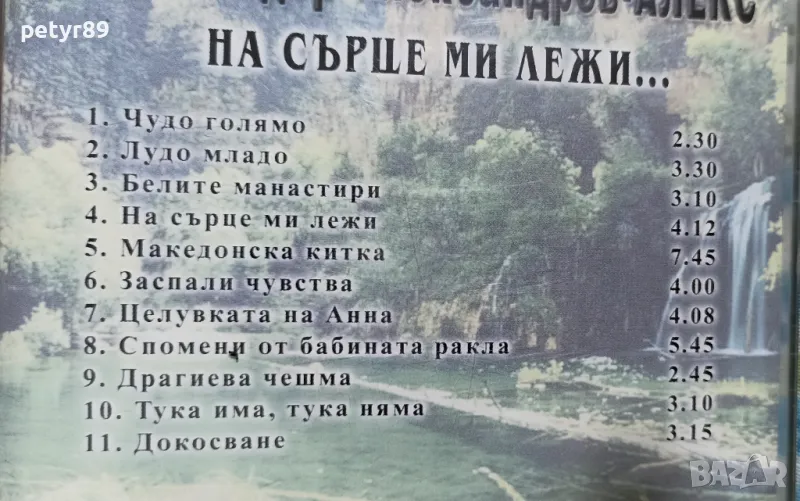 petyr89
АЛЕКС
НА СЪРЦЕ МИ ЛЕЖИ...
1. Чудо голямо 2.30
2. Лудо младо 3.30
3. Белите манастири 3.10
4. На сърце ми лежи 4.12
5. Македонска китка 7.45
6. Заспали чувства 4.00
7. Целувката на Анна 4.08
8. Спомени от бабината ракла 5.45
9. Драгиева чешма 2.45
10. Тука има, тука няма 3.10
11. Докосване 3.15
BAZAR